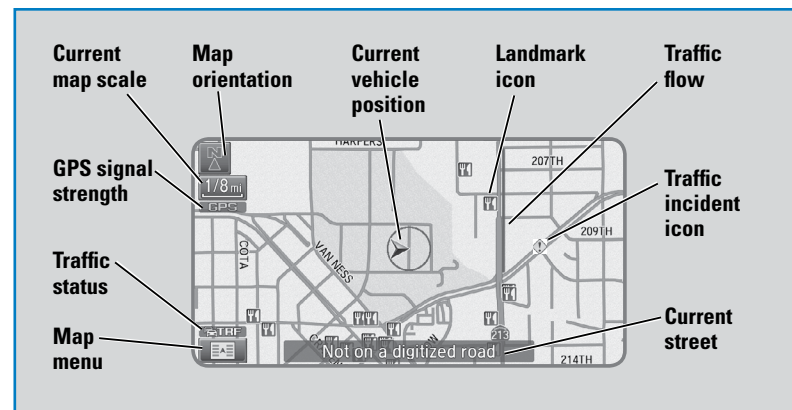 Current map scale
Map orientation
Current vehicle position
Landmark icon
Traffic flow
GPS signal strength
Traffic incident icon
Traffic status
Map menu
Current street
HARPERS
N
1/8 mi
GPS
207TH
209TH
COTA
VAN NESS
TRF
213
Not on a digitized road
214TH